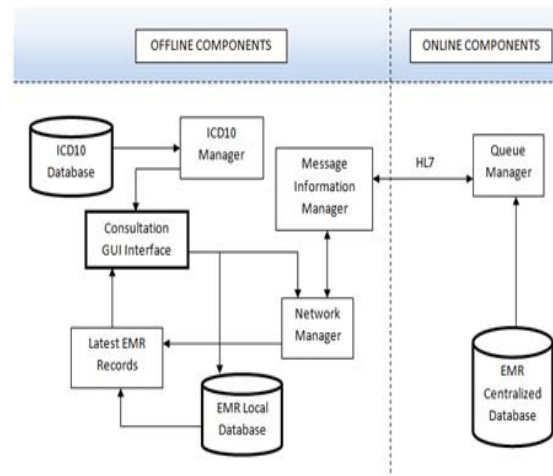 OFFLINE COMPONENTS
ONLINE COMPONENTS
ICD10
Database
ICD10
Manager
Message
Information
Manager
HL7
Queue
Manager
Consultation
GUI Interface
Network
Manager
Latest EMR
Records
EMR Local
Database
EMR
Centralized
Database